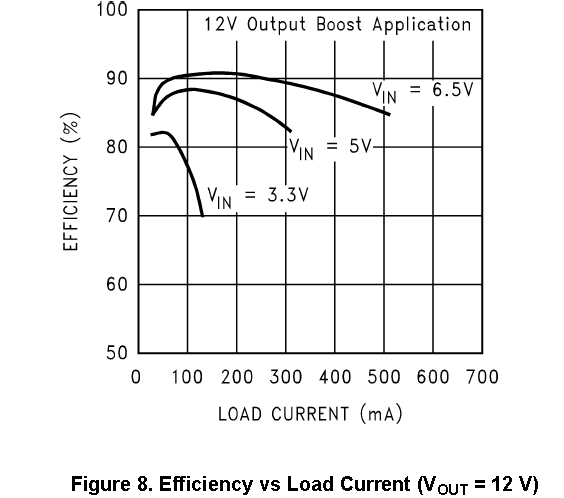 100
12V Output Boost Application
90
V_IN = 6.5V
EFFICIENCY (%)
80
V_IN = 5V
70
V_IN = 3.3V
60
50
0 100 200 300 400 500 600 700
LOAD CURRENT (mA)
Figure 8. Efficiency vs Load Current (V_OUT = 12 V)